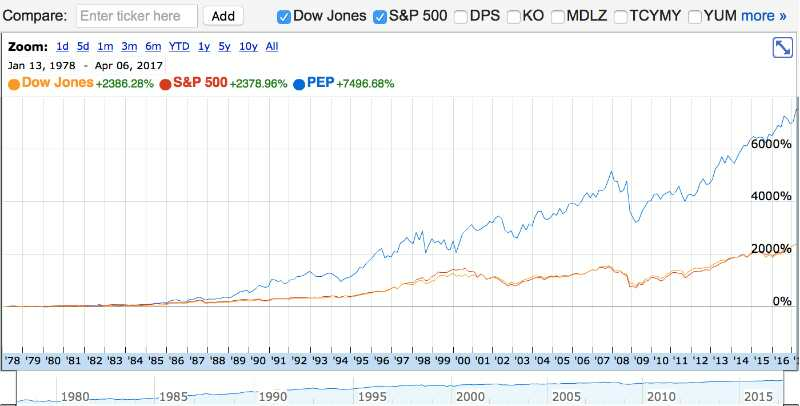 Compare: Enter ticker here Add Dow Jones S&P 500 DPS KO MDLZ TCYMY YUM more »
Zoom: 1d 5d 1m 3m 6m YTD 1y 5y 10y All
Jan 13, 1978 - Apr 06, 2017
Dow Jones +2386.28% S&P 500 +2378.96% PEP +7496.68%
6000%
4000%
2000%
0%
'78 '79 '80 '81 '82 '83 '84 '85 '86 '87 '88 '89 '90 '91 '92 '93 '94 '95 '96 '97 '98 '99 '00 '01 '02 '03 '04 '05 '06 '07 '08 '09 '10 '11 '12 '13 '14 '15 '16
1980 1985 1990 1995 2000 2005 2010 2015